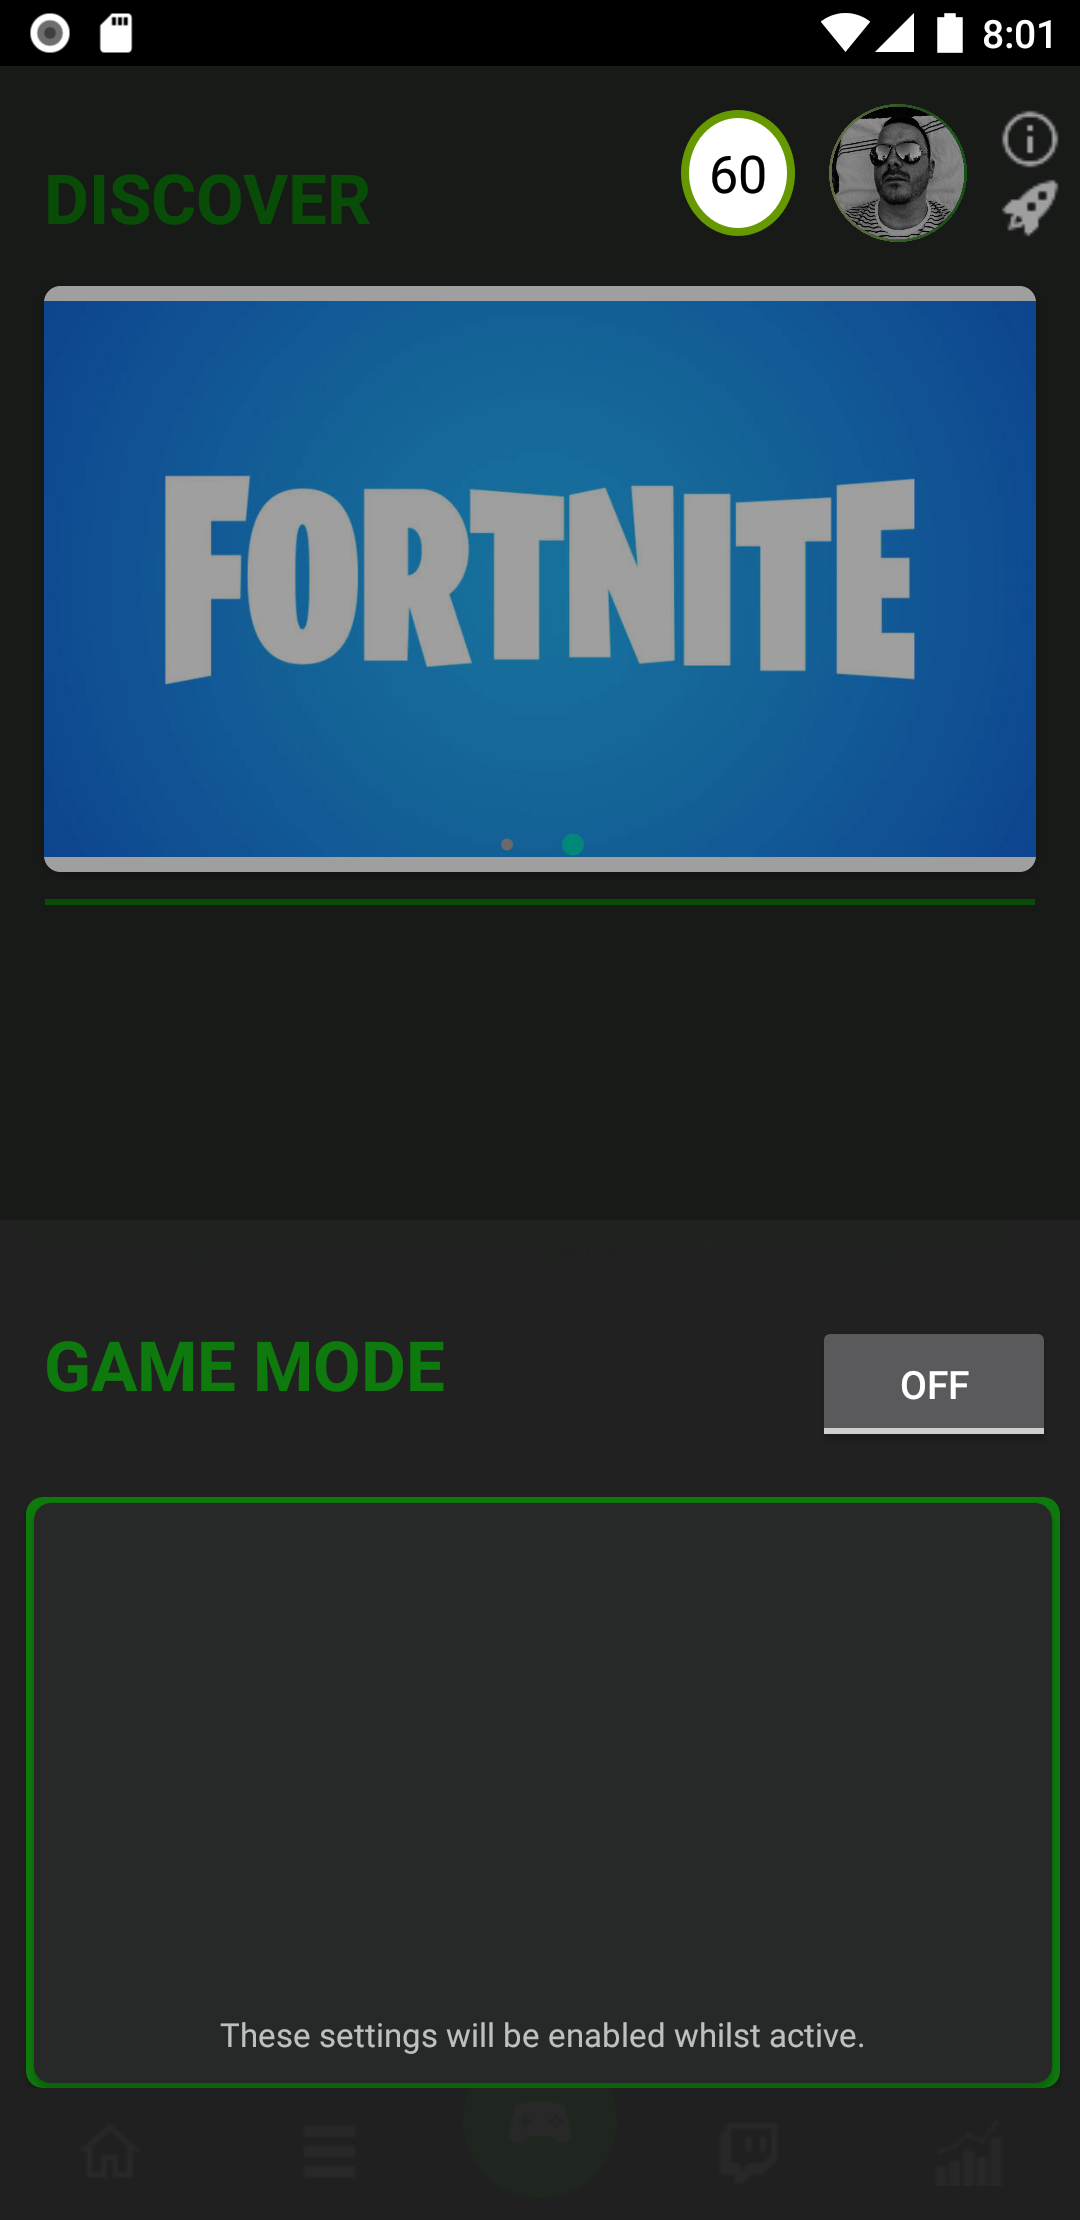 8:01
DISCOVER
60
FORTNITE
GAME MODE
OFF
These settings will be enabled whilst active.